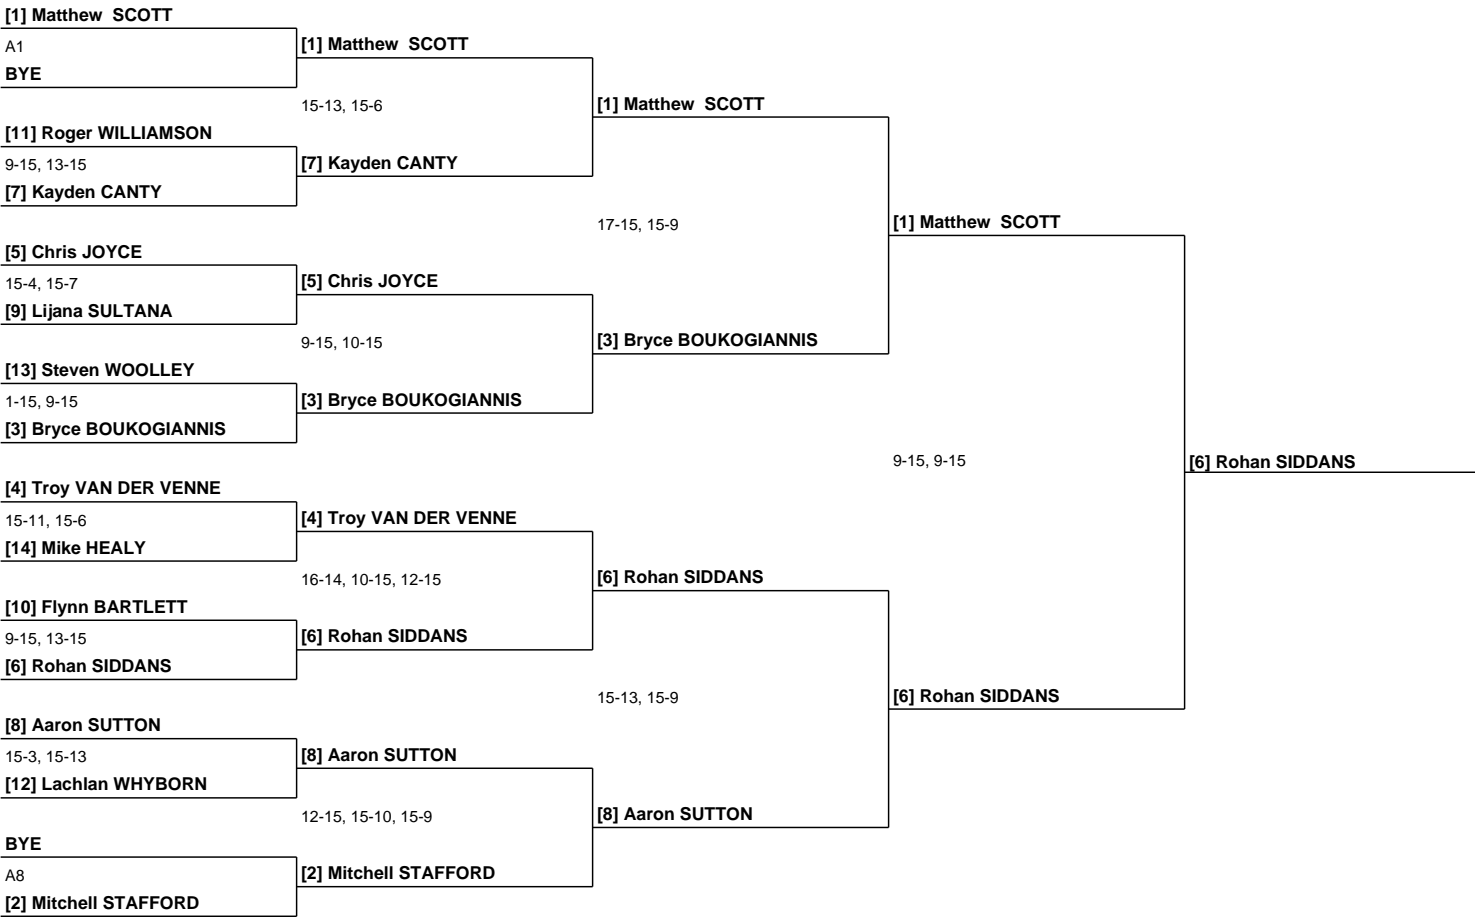 [1] Matthew  SCOTT
A1
BYE
[11] Roger WILLIAMSON
9-15, 13-15
[7] Kayden CANTY
[5] Chris JOYCE
15-4, 15-7
[9] Lijana SULTANA
[13] Steven WOOLLEY
1-15, 9-15
[3] Bryce BOUKOGIANNIS
[4] Troy VAN DER VENNE
15-11, 15-6
[14] Mike HEALY
[10] Flynn BARTLETT
9-15, 13-15
[6] Rohan SIDDANS
[8] Aaron SUTTON
15-3, 15-13
[12] Lachlan WHYBORN
BYE
A8
[2] Mitchell STAFFORD
[1] Matthew  SCOTT
15-13, 15-6
[7] Kayden CANTY
[5] Chris JOYCE
9-15, 10-15
[3] Bryce BOUKOGIANNIS
[4] Troy VAN DER VENNE
16-14, 10-15, 12-15
[6] Rohan SIDDANS
[8] Aaron SUTTON
12-15, 15-10, 15-9
[2] Mitchell STAFFORD
[1] Matthew  SCOTT
17-15, 15-9
[3] Bryce BOUKOGIANNIS
[6] Rohan SIDDANS
15-13, 15-9
[8] Aaron SUTTON
[1] Matthew  SCOTT
9-15, 9-15
[6] Rohan SIDDANS
[6] Rohan SIDDANS